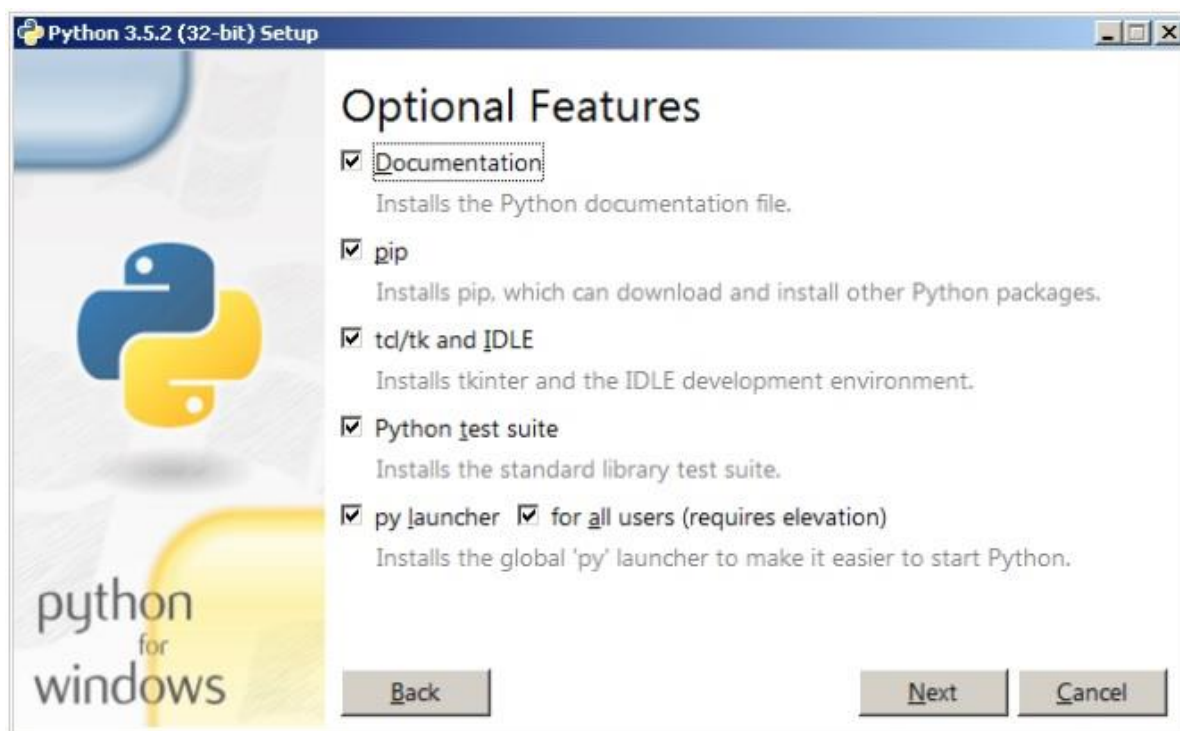 Python 3.5.2 (32-bit) Setup
Optional Features
Documentation
Installs the Python documentation file.
pip
Installs pip, which can download and install other Python packages.
tcl/tk and IDLE
Installs tkinter and the IDLE development environment.
Python test suite
Installs the standard library test suite.
py launcher for all users (requires elevation)
Installs the global 'py' launcher to make it easier to start Python.
python
for
windows
Back Next Cancel